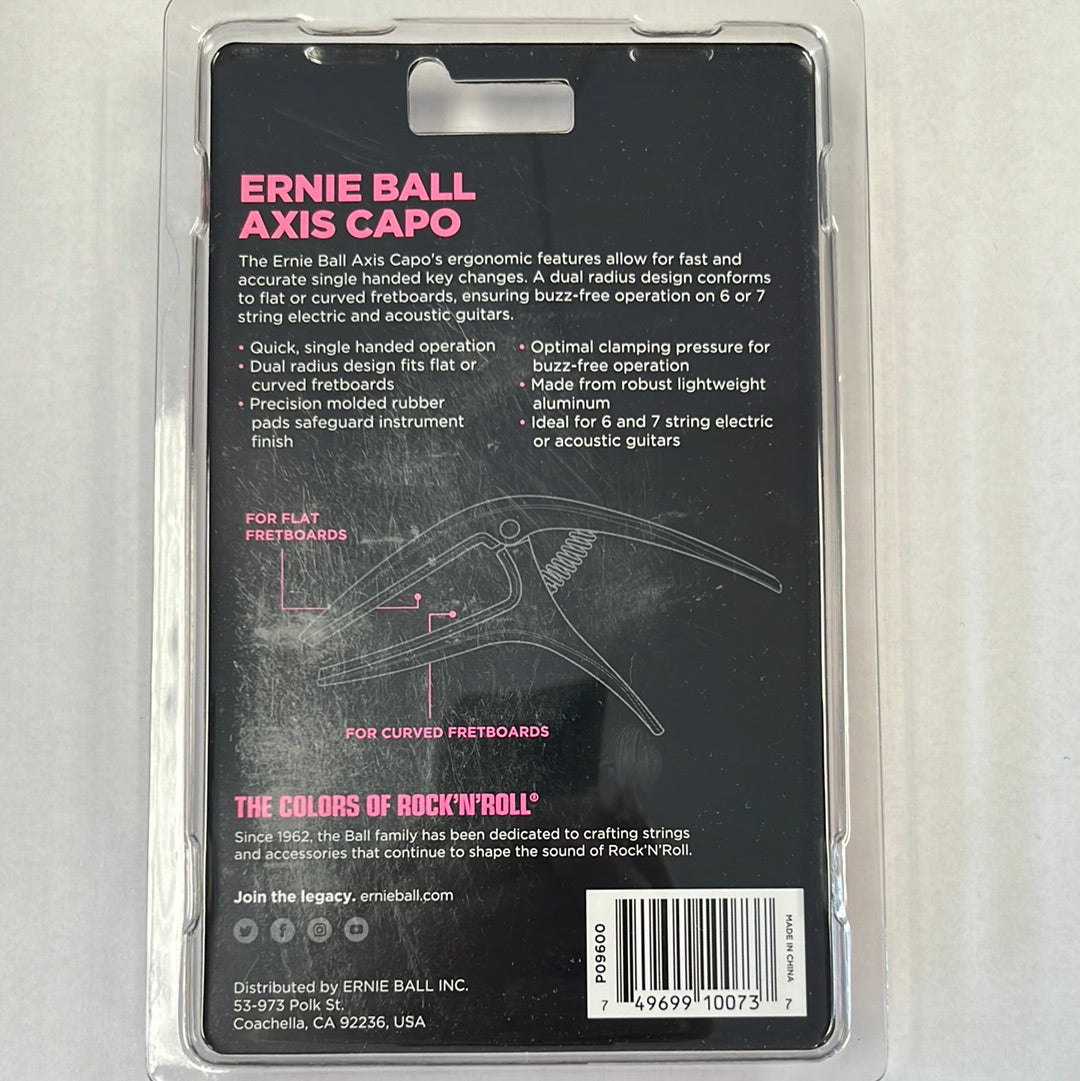 ERNIE BALL
AXIS CAPO
The Ernie Ball Axis Capo's ergonomic features allow for fast and
accurate single handed key changes. A dual radius design conforms
to flat or curved fretboards, ensuring buzz-free operation on 6 or 7
string electric and acoustic guitars.
• Quick, single handed operation
• Dual radius design fits flat or
curved fretboards
• Precision molded rubber
pads safeguard instrument
finish
• Optimal clamping pressure for
buzz-free operation
• Made from robust lightweight
aluminum
• Ideal for 6 and 7 string electric
or acoustic guitars
FOR FLAT
FRETBOARDS
FOR CURVED FRETBOARDS
THE COLORS OF ROCK'N'ROLL®
Since 1962, the Ball family has been dedicated to crafting strings
and accessories that continue to shape the sound of Rock'N'Roll.
Join the legacy. ernieball.com
Distributed by ERNIE BALL INC.
53-973 Polk St.
Coachella, CA 92236, USA
P09600
7 49699 10073 7
MADE IN CHINA